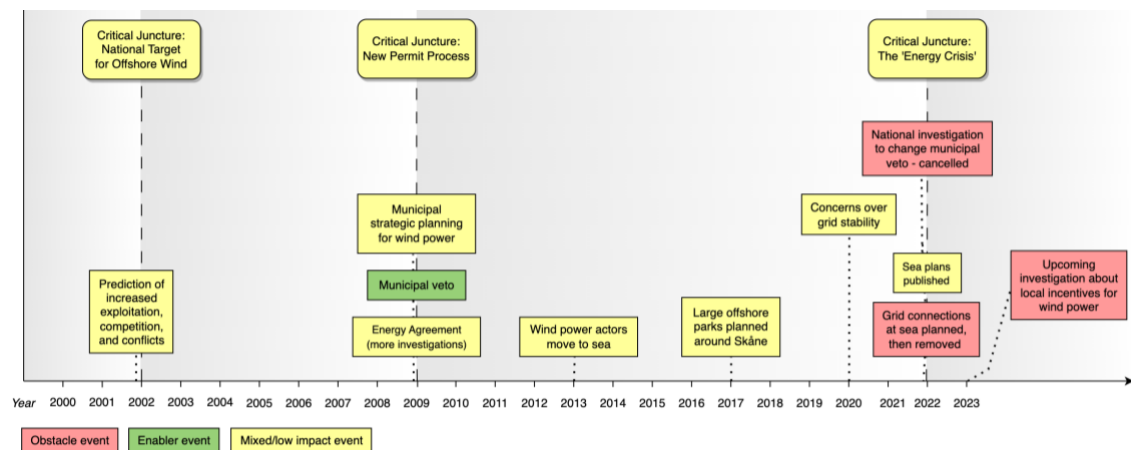 Critical Juncture:
National Target
for Offshore Wind
Critical Juncture:
New Permit Process
Critical Juncture:
The 'Energy Crisis'
National investigation
to change municipal
veto - cancelled
Municipal
strategic planning
for wind power
Concerns over
grid stability
Prediction of
increased
exploitation,
competition,
and conflicts
Municipal veto
Energy Agreement
(more investigations)
Wind power actors
move to sea
Large offshore
parks planned
around Skåne
Sea plans
published
Grid connections
at sea planned,
then removed
Upcoming
investigation about
local incentives for
wind power
Year 2000 2001 2002 2003 2004 2005 2006 2007 2008 2009 2010 2011 2012 2013 2014 2015 2016 2017 2018 2019 2020 2021 2022 2023
Obstacle event
Enabler event
Mixed/low impact event